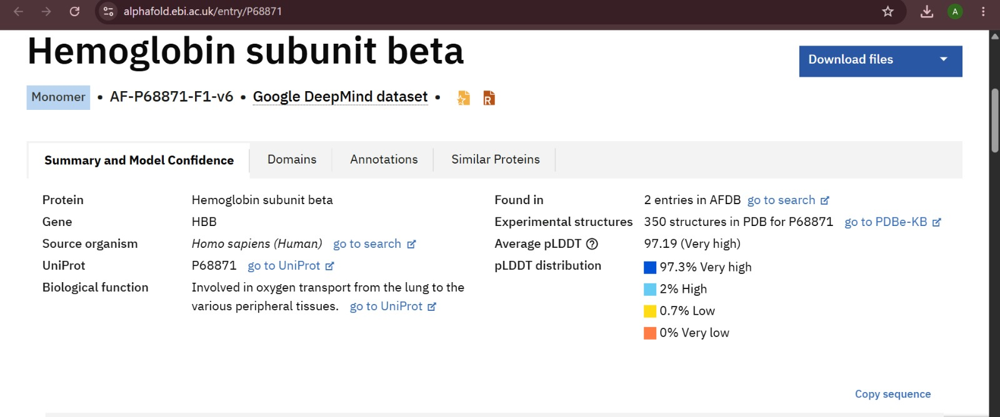 alphafold.ebi.ac.uk/entry/P68871
A
Hemoglobin subunit beta
Download files
Monomer • AF-P68871-F1-v6 • Google DeepMind dataset •
R
Summary and Model Confidence
Domains
Annotations
Similar Proteins
Protein
Hemoglobin subunit beta
Gene
HBB
Source organism
Homo sapiens (Human) go to search
UniProt
P68871 go to UniProt
Biological function
Involved in oxygen transport from the lung to the
various peripheral tissues. go to UniProt
Found in
2 entries in AFDB go to search
Experimental structures
350 structures in PDB for P68871 go to PDBe-KB
Average pLDDT ?
97.19 (Very high)
pLDDT distribution
97.3% Very high
2% High
0.7% Low
0% Very low
Copy sequence